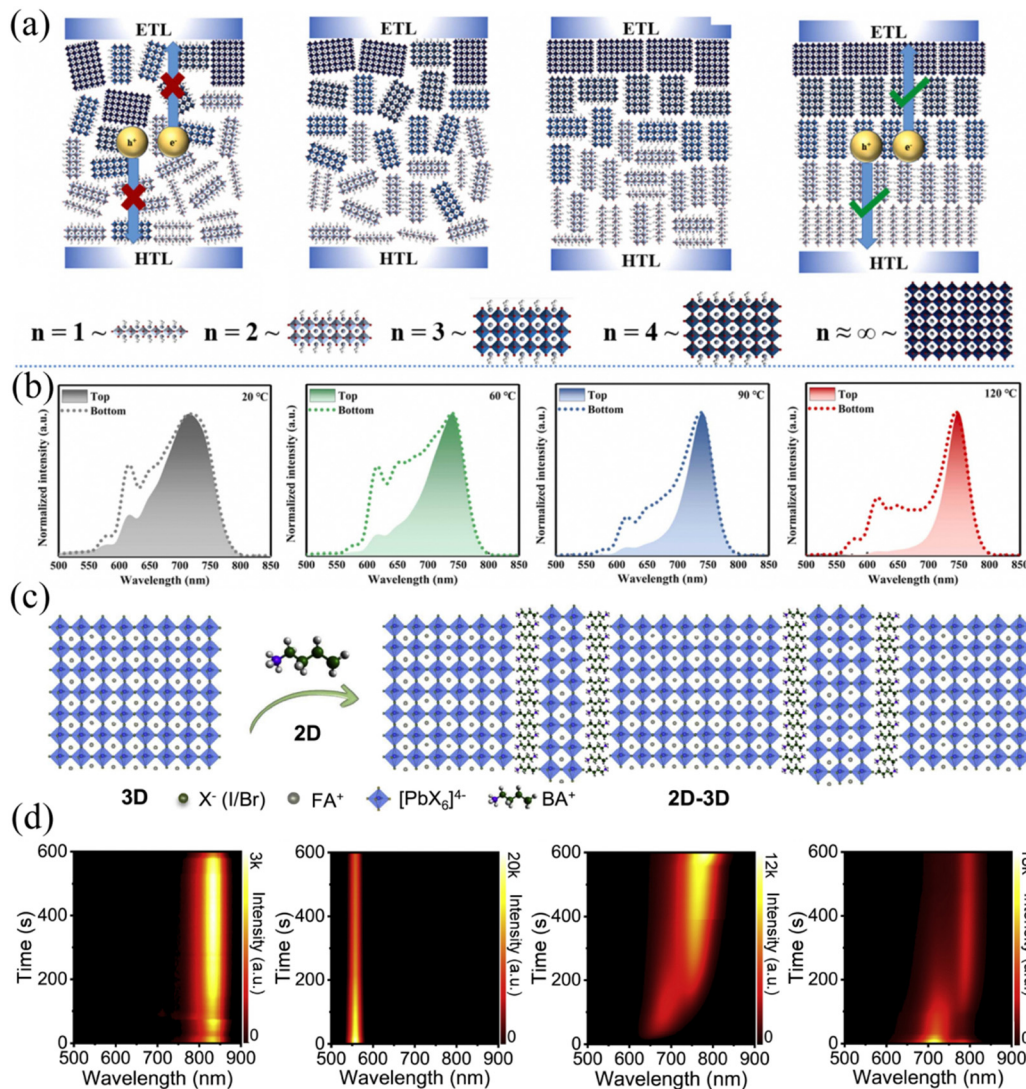 (a)
ETL ETL ETL ETL
h⁺ e⁻ h⁺ e⁻
HTL HTL HTL HTL
n = 1 ~ n = 2 ~ n = 3 ~ n = 4 ~ n ≈ ∞ ~
(b)
Top
Bottom
20 °C
Normalized intensity (a.u.)
500 550 600 650 700 750 800 850
Wavelength (nm)
Top
Bottom
60 °C
Normalized intensity (a.u.)
500 550 600 650 700 750 800 850
Wavelength (nm)
Top
Bottom
90 °C
Normalized intensity (a.u.)
500 550 600 650 700 750 800 850
Wavelength (nm)
Top
Bottom
120 °C
Normalized intensity (a.u.)
500 550 600 650 700 750 800 850
Wavelength (nm)
(c)
2D
3D
2D-3D
X⁻ (I/Br) FA⁺ [PbX₆]⁴⁻ BA⁺
(d)
600
400
200
0
Time (s)
500 600 700 800 900
Wavelength (nm)
3k
Intensity (a.u.)
0
600
400
200
0
Time (s)
500 600 700 800 900
Wavelength (nm)
20k
Intensity (a.u.)
0
600
400
200
0
Time (s)
500 600 700 800 900
Wavelength (nm)
12k
Intensity (a.u.)
0
600
400
200
0
Time (s)
500 600 700 800 900
Wavelength (nm)
0